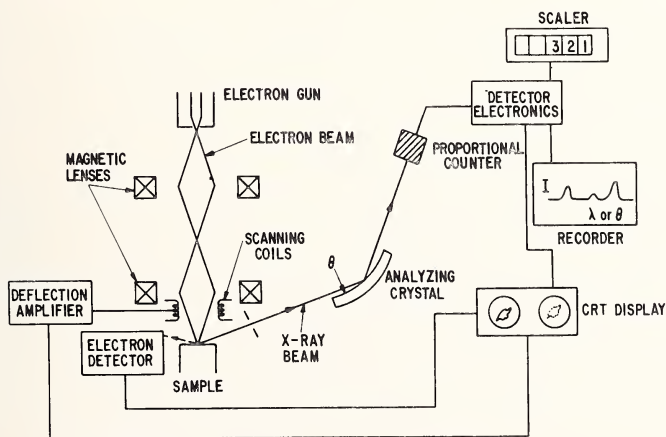 SCALER
3 2 1
ELECTRON GUN
DETECTOR
ELECTRONICS
ELECTRON BEAM
PROPORTIONAL
COUNTER
MAGNETIC
LENSES
I
λ or θ
RECORDER
SCANNING
COILS
θ
ANALYZING
CRYSTAL
DEFLECTION
AMPLIFIER
CRT DISPLAY
X-RAY
BEAM
ELECTRON
DETECTOR
SAMPLE